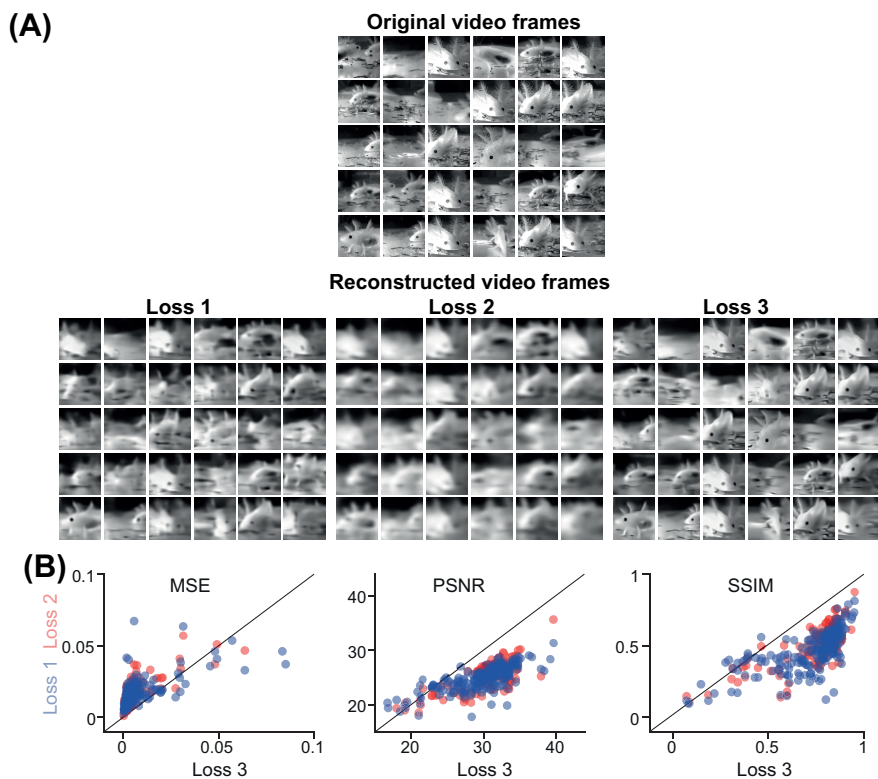 (A)
Original video frames
Reconstructed video frames
Loss 1
Loss 2
Loss 3
(B)
MSE
0.1
0.05
0
0
0.05
0.1
Loss 1 Loss 2
Loss 3
PSNR
40
30
20
20
30
40
Loss 3
SSIM
1
0.5
0
0
0.5
1
Loss 3